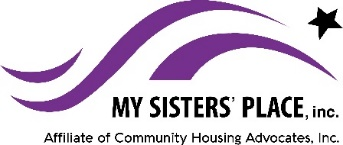 MY SISTERS' PLACE, inc.
Affiliate of Community Housing Advocates, Inc.